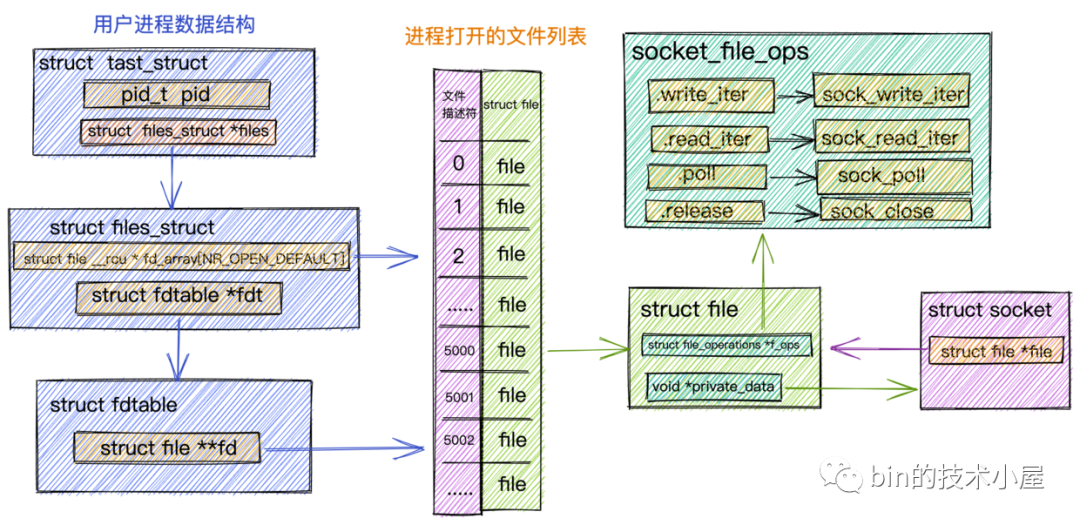 用户进程数据结构
struct tast_struct
pid_t pid
struct files_struct *files
struct files_struct
struct file __rcu * fd_array[NR_OPEN_DEFAULT]
struct fdtable *fdt
struct fdtable
struct file **fd
进程打开的文件列表
文件
描述符
struct file
0
file
1
file
2
file
.....
file
5000
file
5001
file
5002
file
.....
file
socket_file_ops
.write_iter
sock_write_iter
.read_iter
sock_read_iter
.poll
sock_poll
.release
sock_close
struct file
struct file_operations *f_ops
void *private_data
struct socket
struct file *file
bin的技术小屋